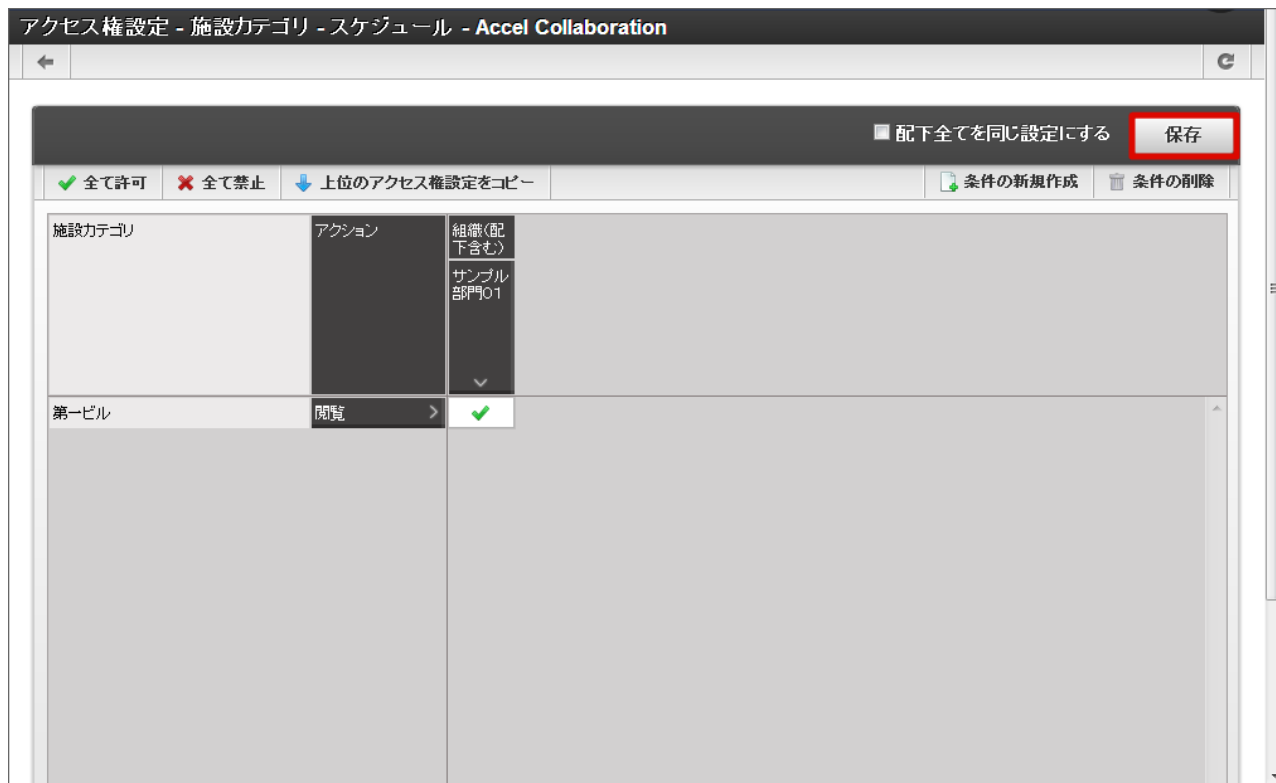 アクセス権設定 - 施設カテゴリ - スケジュール - Accel Collaboration
配下全てを同じ設定にする 保存
全て許可 全て禁止 上位のアクセス権設定をコピー 条件の新規作成 条件の削除
施設カテゴリ アクション 組織(配
下含む)
サンプル
部門01
第一ビル 閲覧